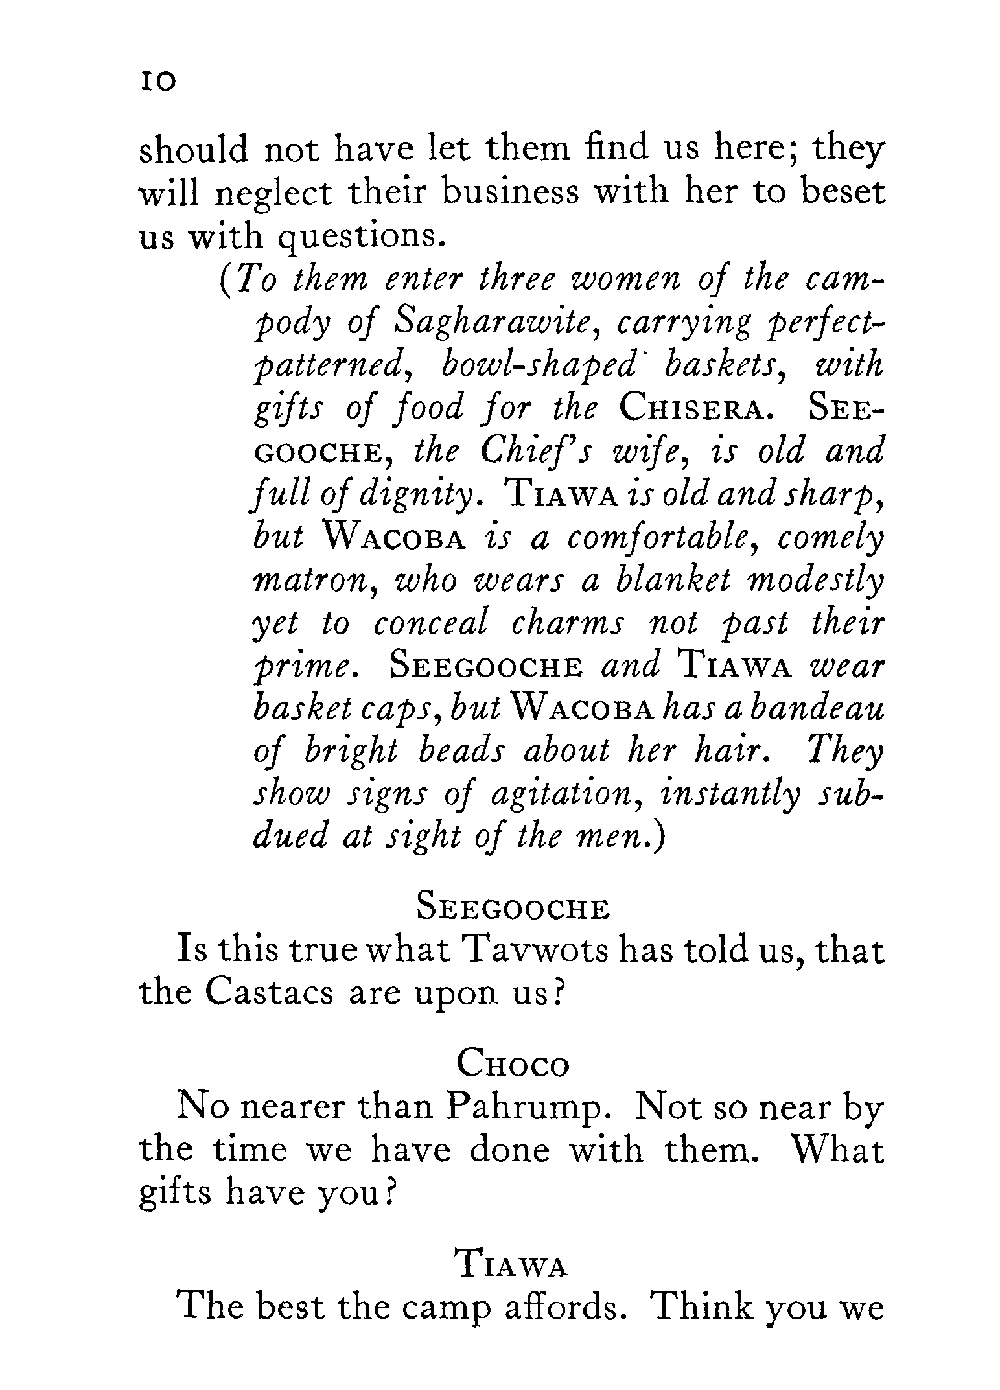 10
should not have let them find us here; they
will neglect their business with her to beset
us with questions.
(To them enter three women of the cam-
pody of Sagharawite, carrying perfect-
patterned, bowl-shaped baskets, with
gifts of food for the CHISERA. SEE-
GOOCHE, the Chief's wife, is old and
full of dignity. TIAWA is old and sharp,
but WACOBA is a comfortable, comely
matron, who wears a blanket modestly
yet to conceal charms not past their
prime. SEEGOOCHE and TIAWA wear
basket caps, but WACOBA has a bandeau
of bright beads about her hair. They
show signs of agitation, instantly sub-
dued at sight of the men.)
SEEGOOCHE
Is this true what Tavwots has told us, that
the Castacs are upon us?
CHOCO
No nearer than Pahrump. Not so near by
the time we have done with them. What
gifts have you?
TIAWA
The best the camp affords. Think you we